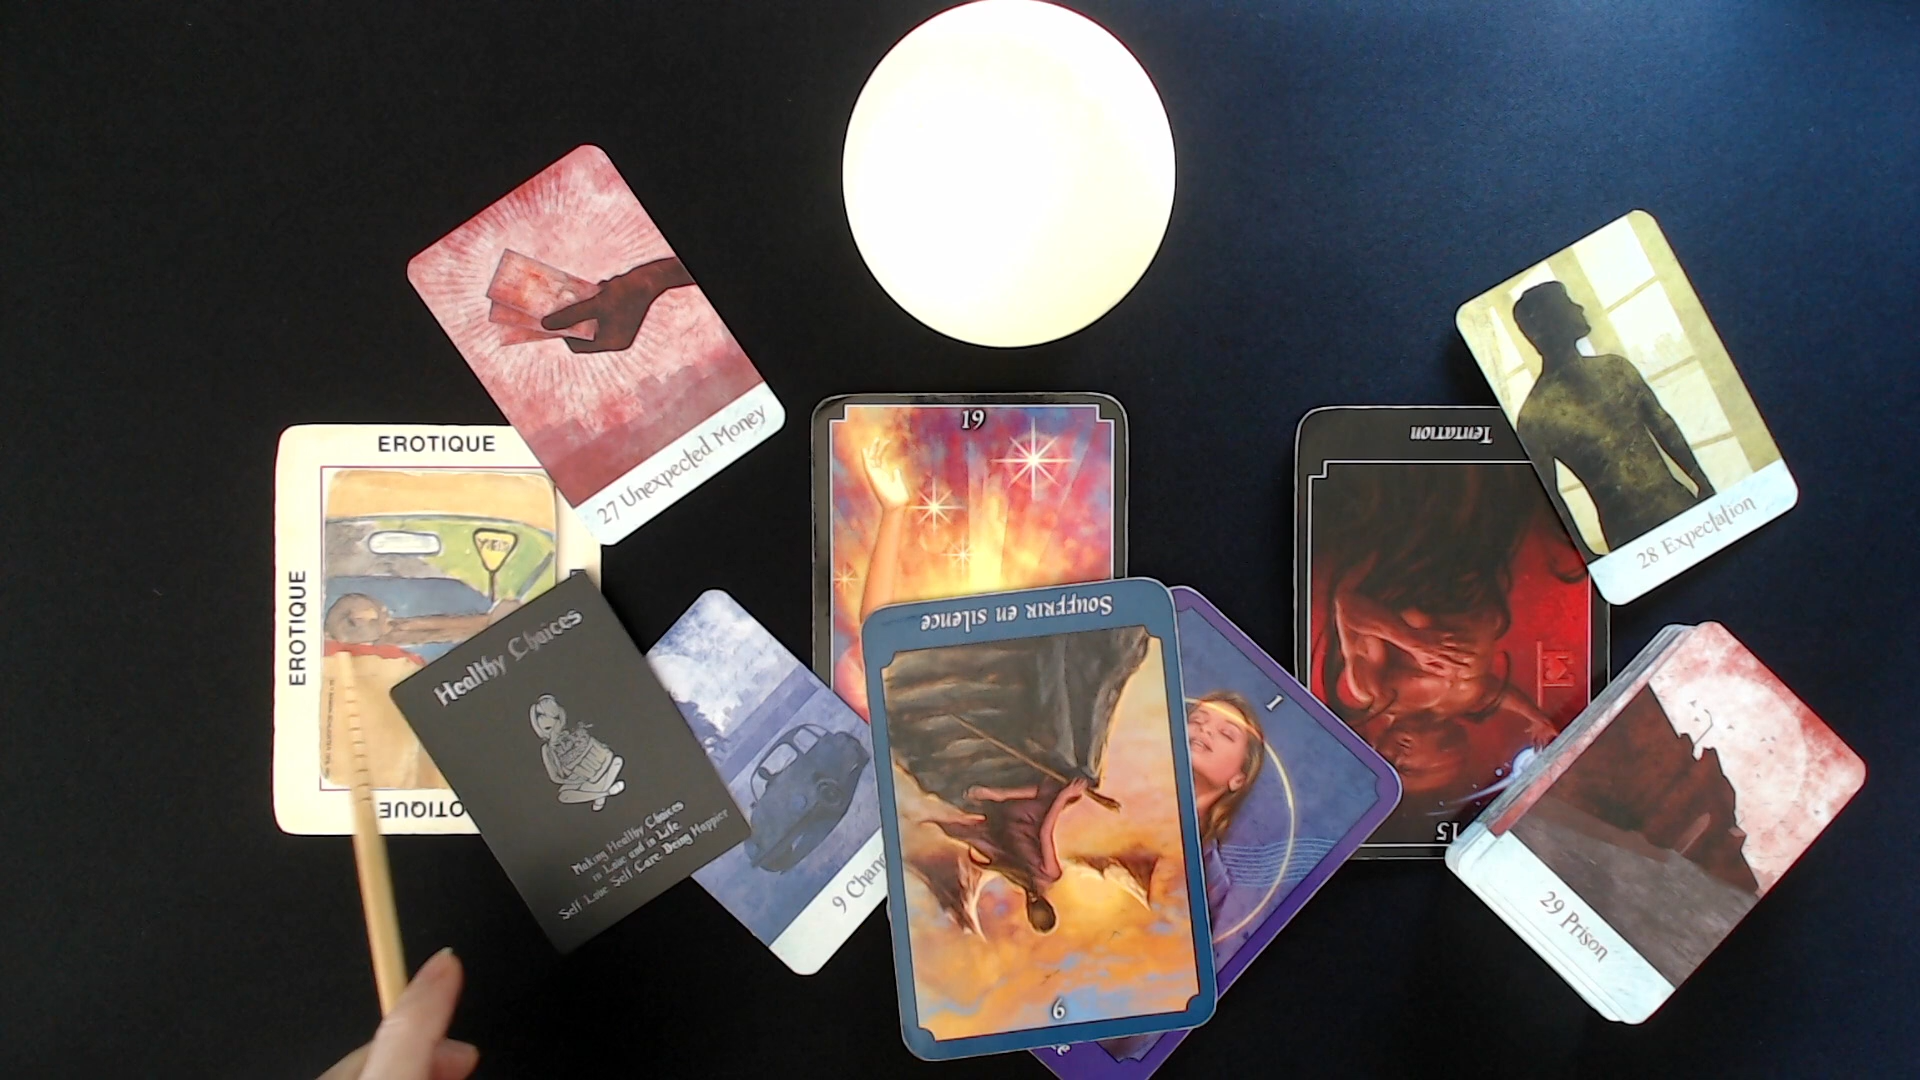 EROTIQUE
EROTIQUE
EROTIQUE
27 Unexpected Money
Healthy Choices
Making Healthy Choices
in Love and in Life
Self Love Self Care Being Happier
19
Souffrir en silence
6
1
Tentation
15
28 Expectation
29 Prison